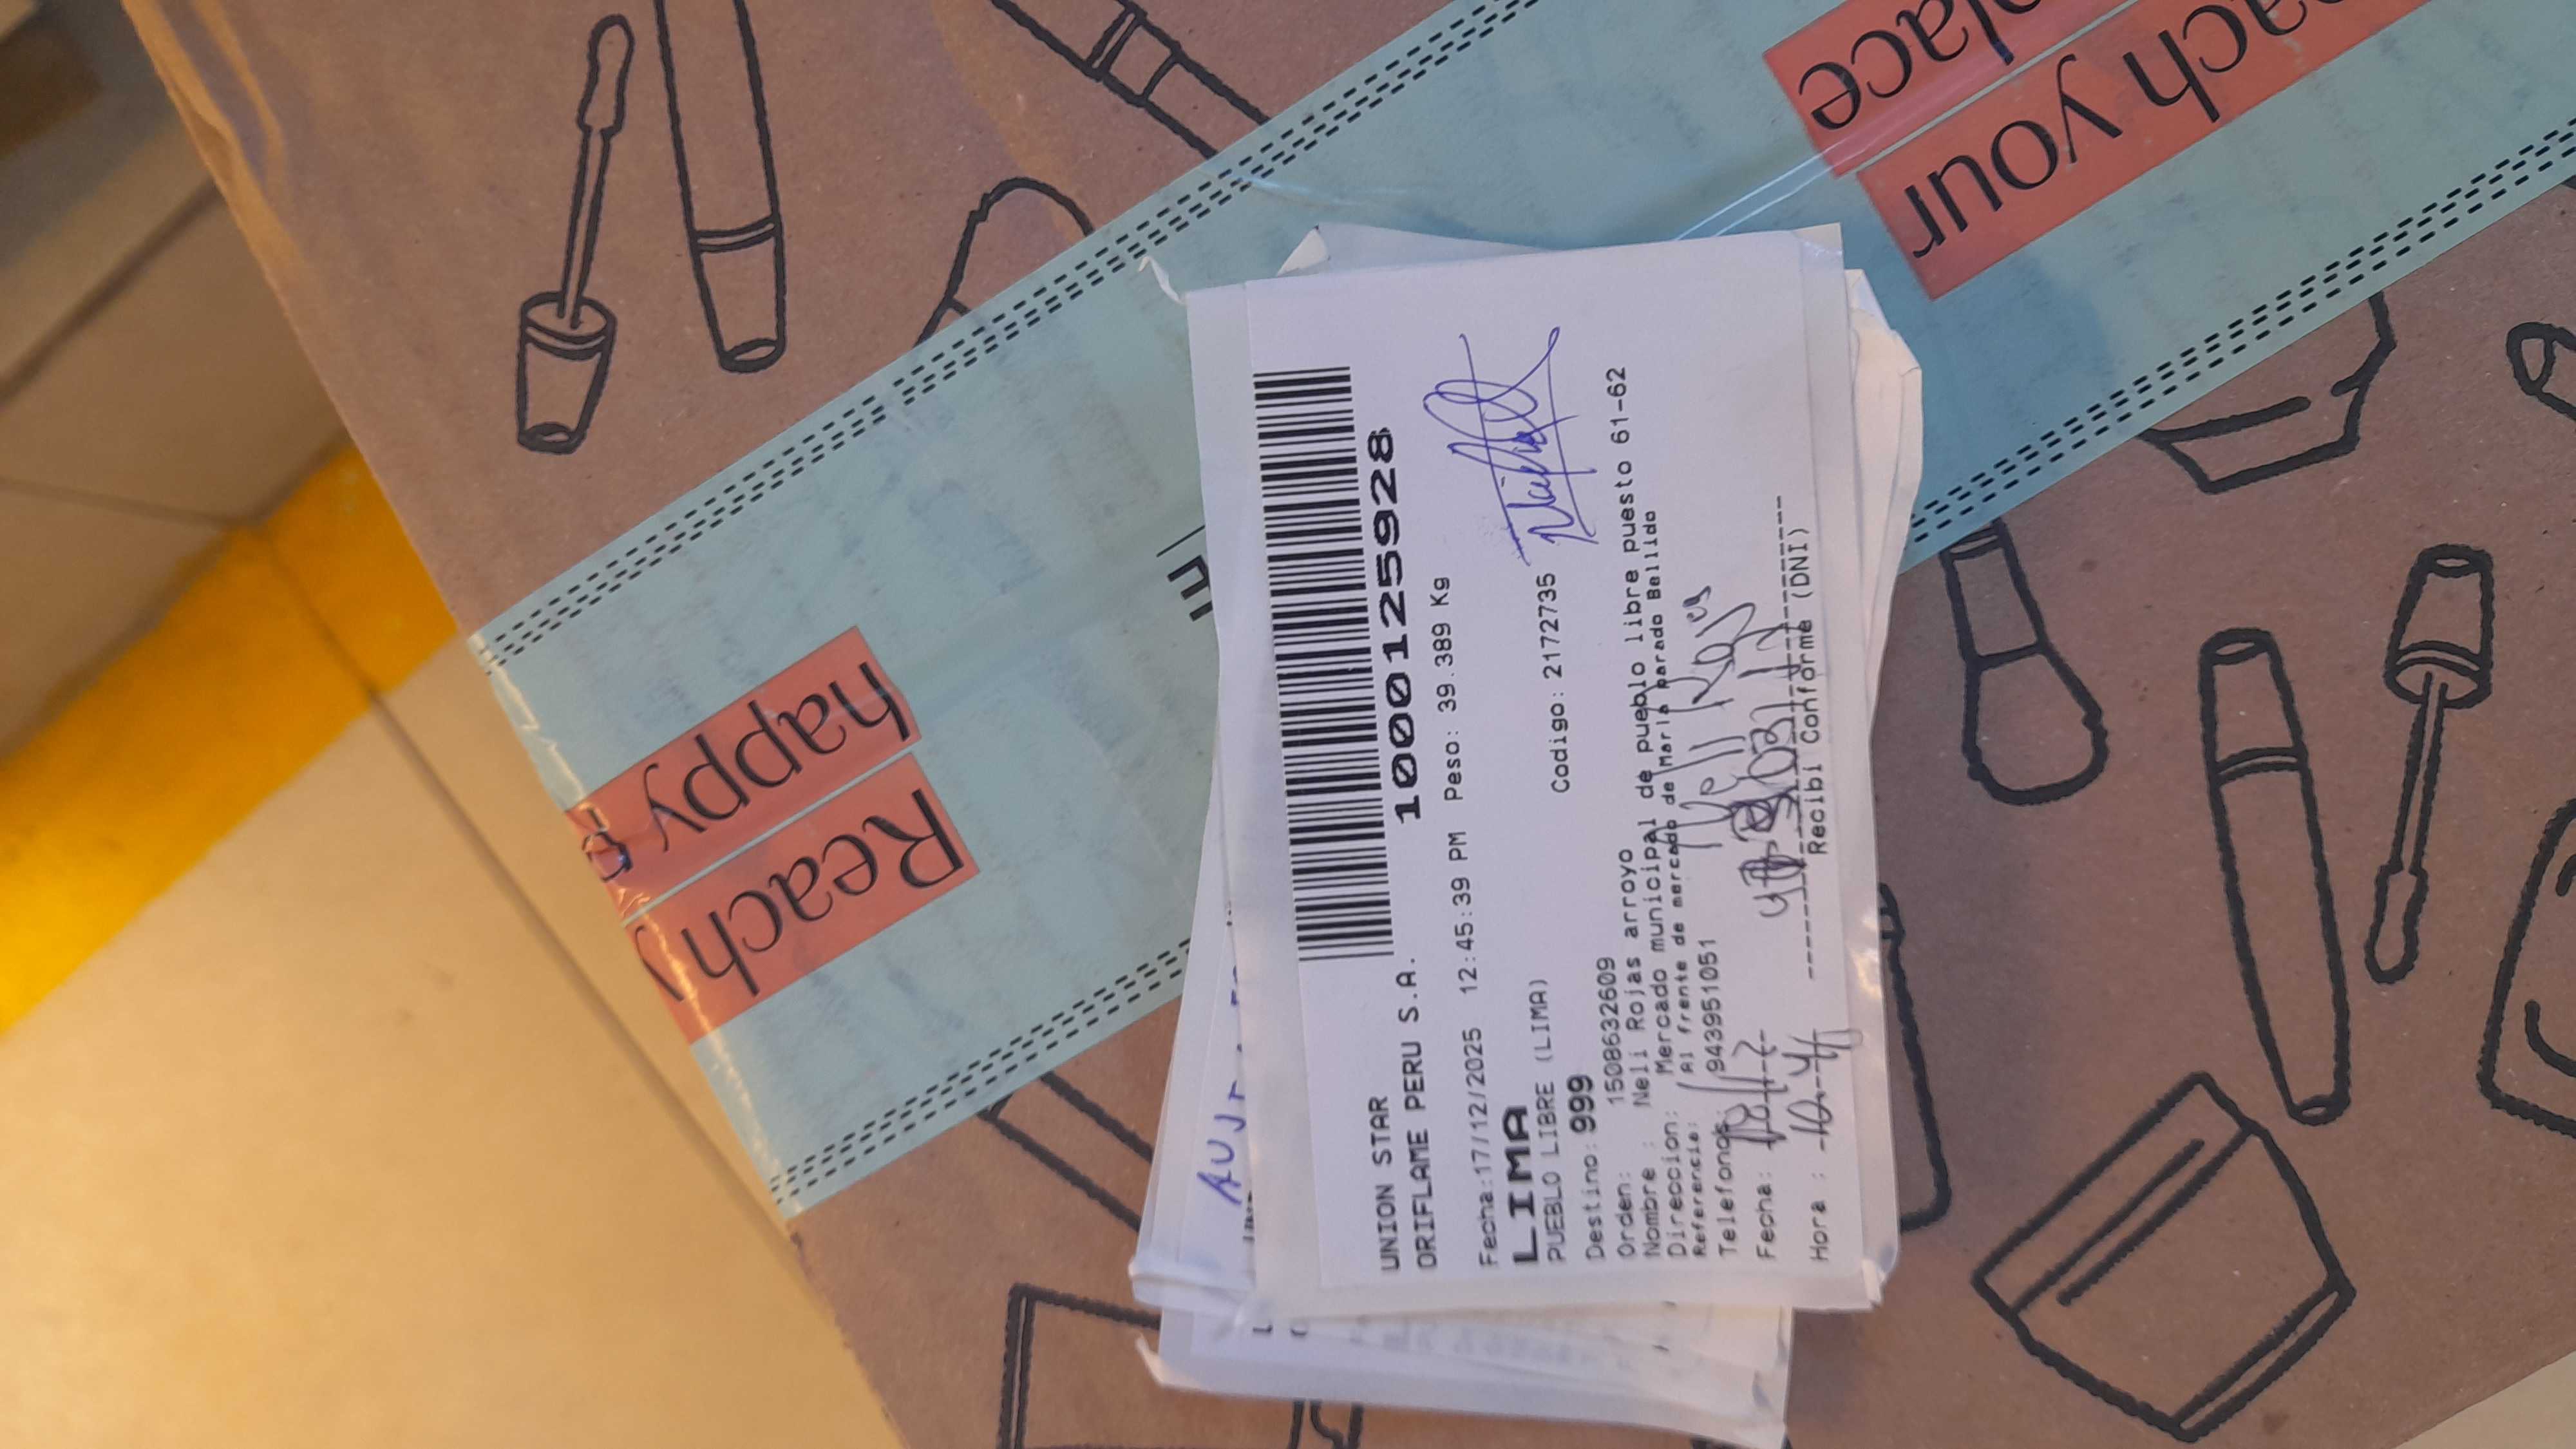 UNION STAR
ORIFLAME PERU S.A. 1000125928
Fecha:17/12/2025 12:45:39 PM Peso: 39.389 Kg
LIMA
PUEBLO LIBRE (LIMA) Codigo: 21772735
Destino: 999
Orden: 1508632609
Nombre : Neli Rojas arroyo
Direccion: Mercado municipal de pueblo libre puesto 61-62
Referencia: Al frente de mercado de Maria parado Bellido
Telefonos: 943951051
Fecha:
Hora :
Recibi Conforme (DNI)
Reach y
happy
each your
place